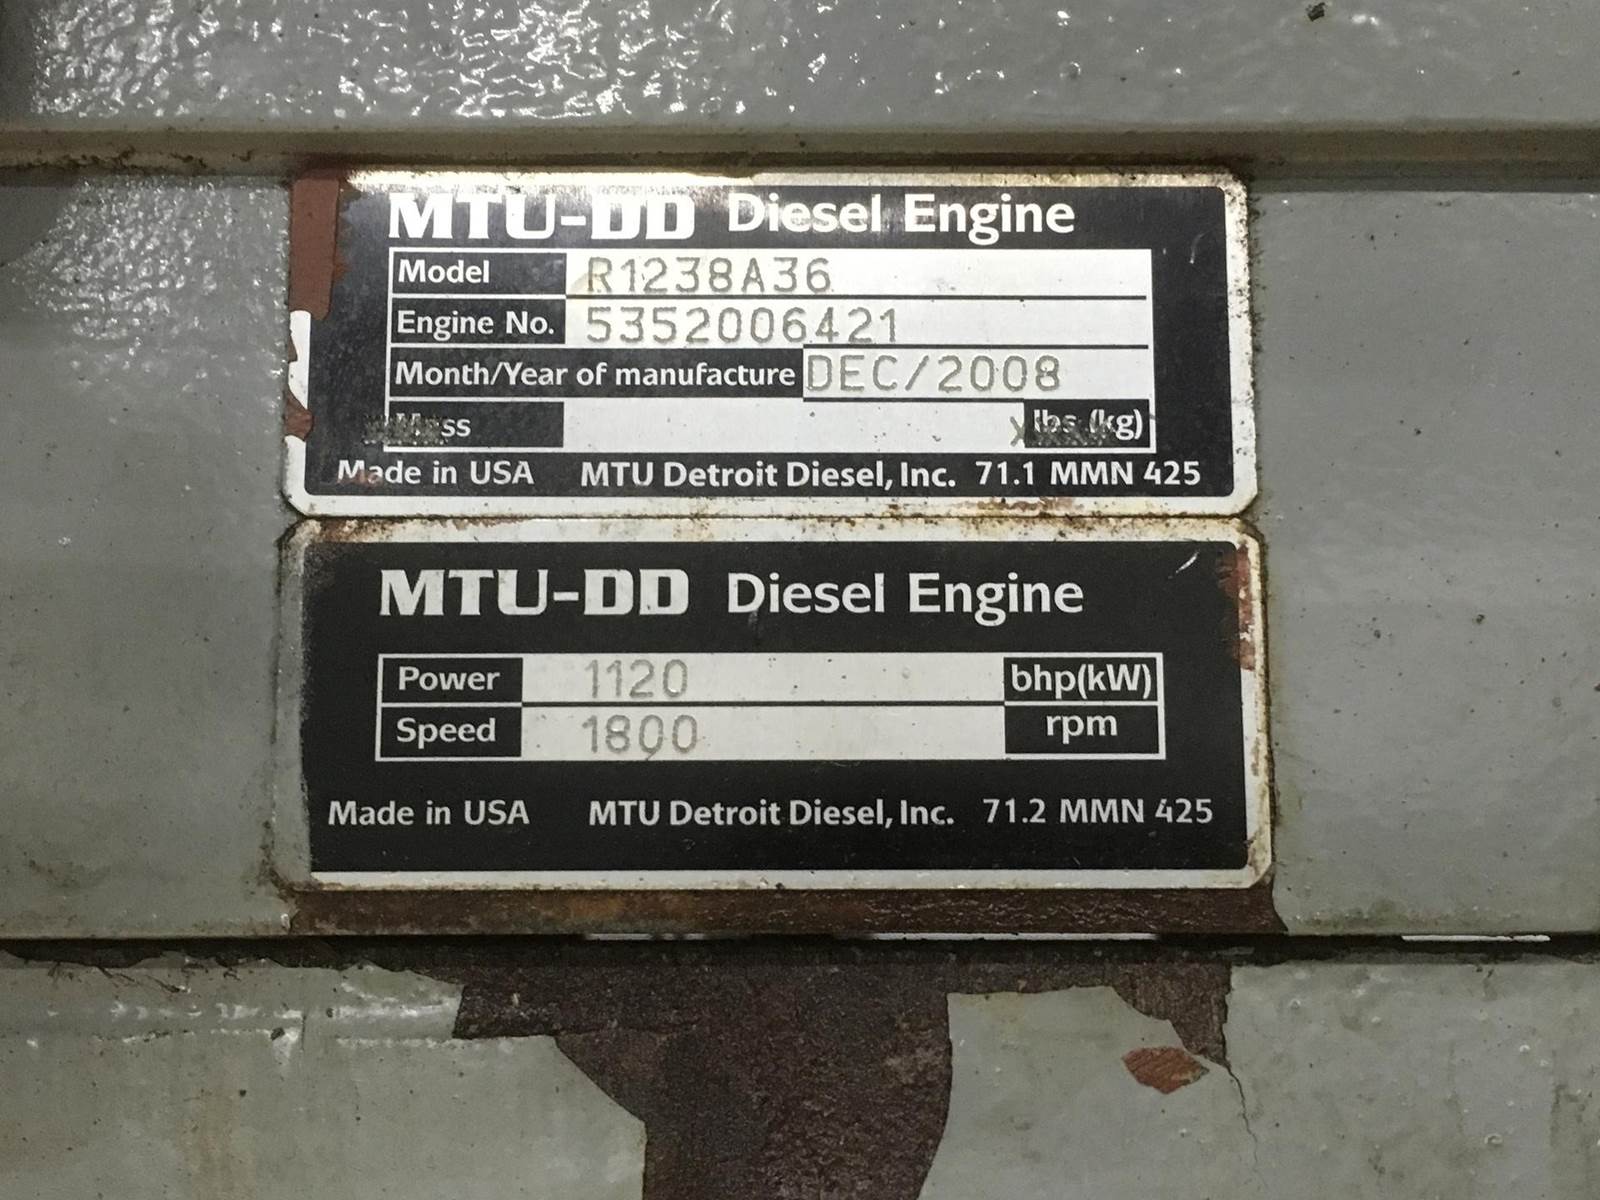 MTU-DD Diesel Engine
Model R1238A36
Engine No. 5352006421
Month/Year of manufacture DEC/2008
Mass lbs (kg)
Made in USA MTU Detroit Diesel, Inc. 71.1 MMN 425
MTU-DD Diesel Engine
Power 1120 bhp(kW)
Speed 1800 rpm
Made in USA MTU Detroit Diesel, Inc. 71.2 MMN 425